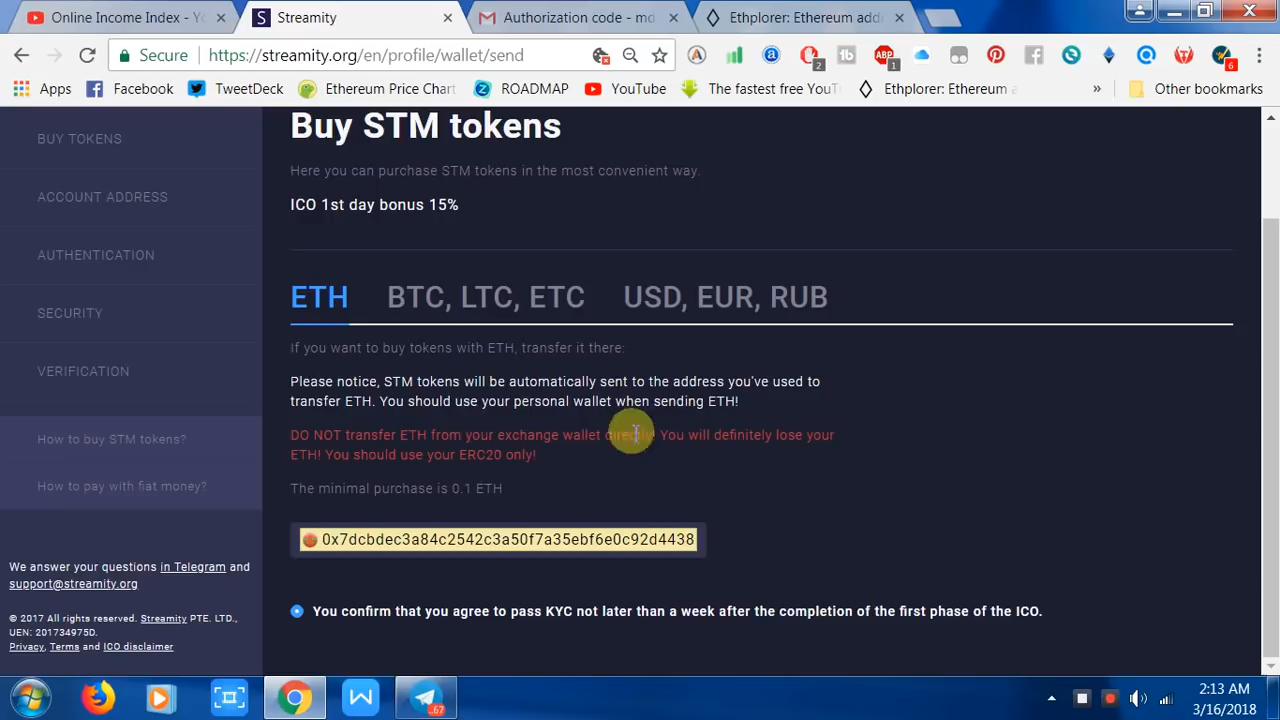 Online Income Index - Yo
Streamity
Authorization code - md
Ethplorer: Ethereum add
Secure
https://streamity.org/en/profile/wallet/send
Apps
Facebook
TweetDeck
Ethereum Price Chart
ROADMAP
YouTube
The fastest free YouT
Ethplorer: Ethereum a
»
Other bookmarks
BUY TOKENS
ACCOUNT ADDRESS
AUTHENTICATION
SECURITY
VERIFICATION
How to buy STM tokens?
How to pay with fiat money?
We answer your questions in Telegram and
support@streamity.org
© 2017 All rights reserved. Streamity PTE. LTD.,
UEN: 201734975D.
Privacy, Terms and ICO disclaimer
Buy STM tokens
Here you can purchase STM tokens in the most convenient way.
ICO 1st day bonus 15%
ETH BTC, LTC, ETC USD, EUR, RUB
If you want to buy tokens with ETH, transfer it there:
Please notice, STM tokens will be automatically sent to the address you've used to
transfer ETH. You should use your personal wallet when sending ETH!
DO NOT transfer ETH from your exchange wallet directly! You will definitely lose your
ETH! You should use your ERC20 only!
The minimal purchase is 0.1 ETH
0x7dcbdec3a84c2542c3a50f7a35ebf6e0c92d4438
You confirm that you agree to pass KYC not later than a week after the completion of the first phase of the ICO.
2:13 AM
3/16/2018